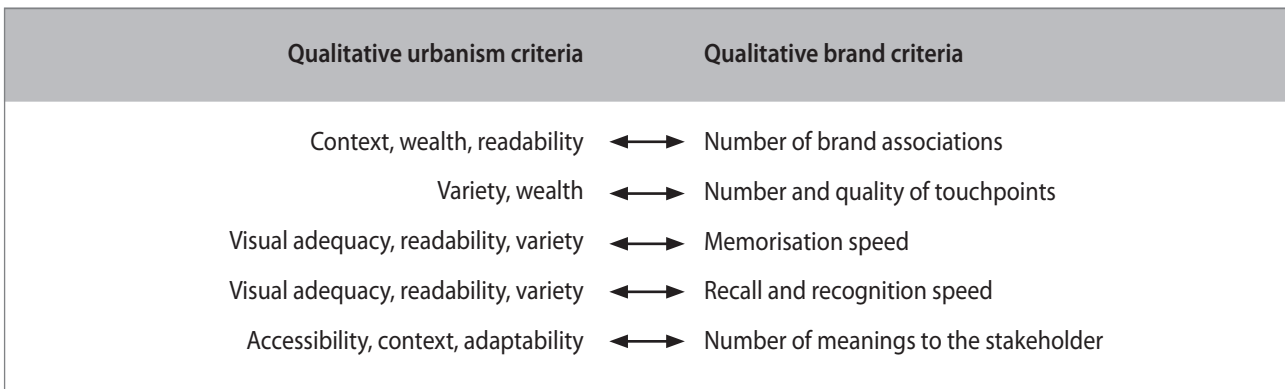 Qualitative urbanism criteria Qualitative brand criteria
Context, wealth, readability Number of brand associations
Variety, wealth Number and quality of touchpoints
Visual adequacy, readability, variety Memorisation speed
Visual adequacy, readability, variety Recall and recognition speed
Accessibility, context, adaptability Number of meanings to the stakeholder